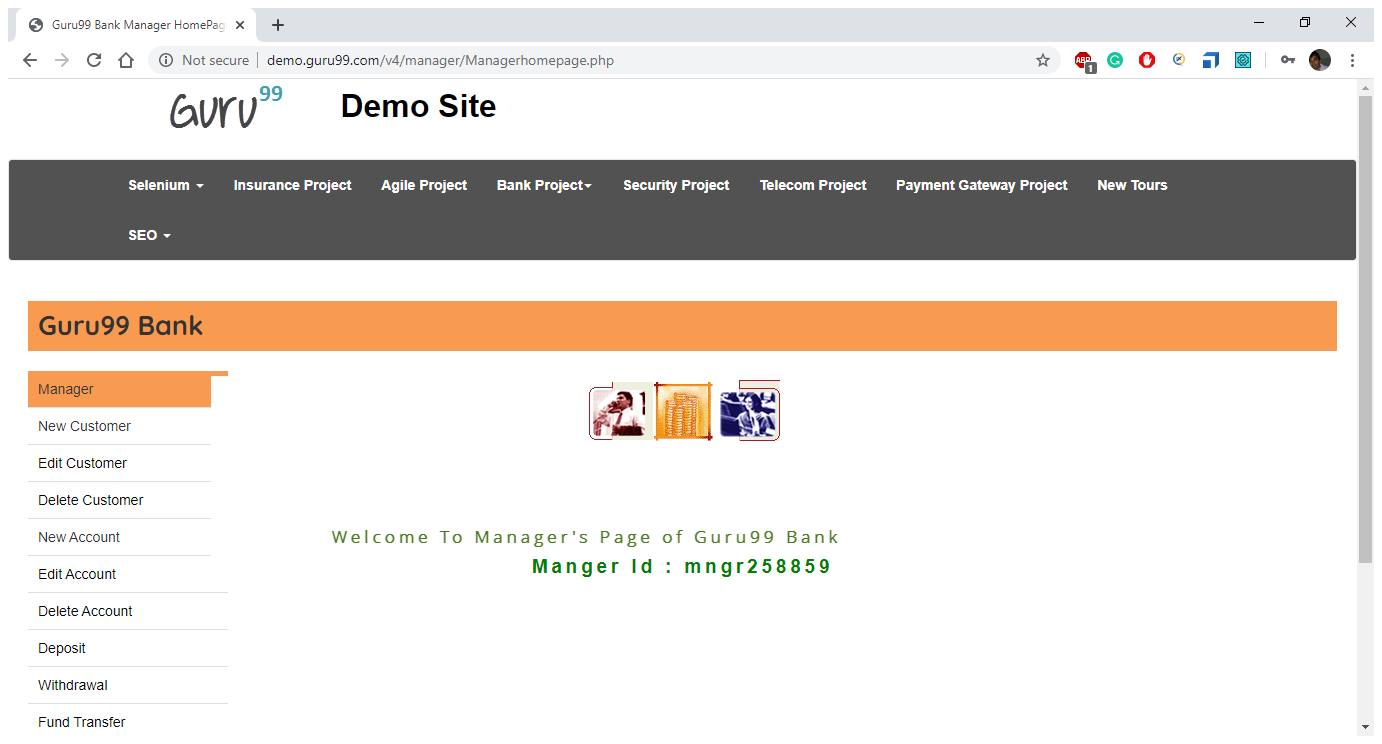 Guru99 Bank Manager HomePag
Not secure
demo.guru99.com/v4/manager/Managerhomepage.php
ABP
1
Guru99
Demo Site
Selenium Insurance Project Agile Project Bank Project Security Project Telecom Project Payment Gateway Project New Tours
SEO
Guru99 Bank
Manager
New Customer
Edit Customer
Delete Customer
New Account
Edit Account
Delete Account
Deposit
Withdrawal
Fund Transfer
Welcome To Manager's Page of Guru99 Bank
Manger Id : mngr258859